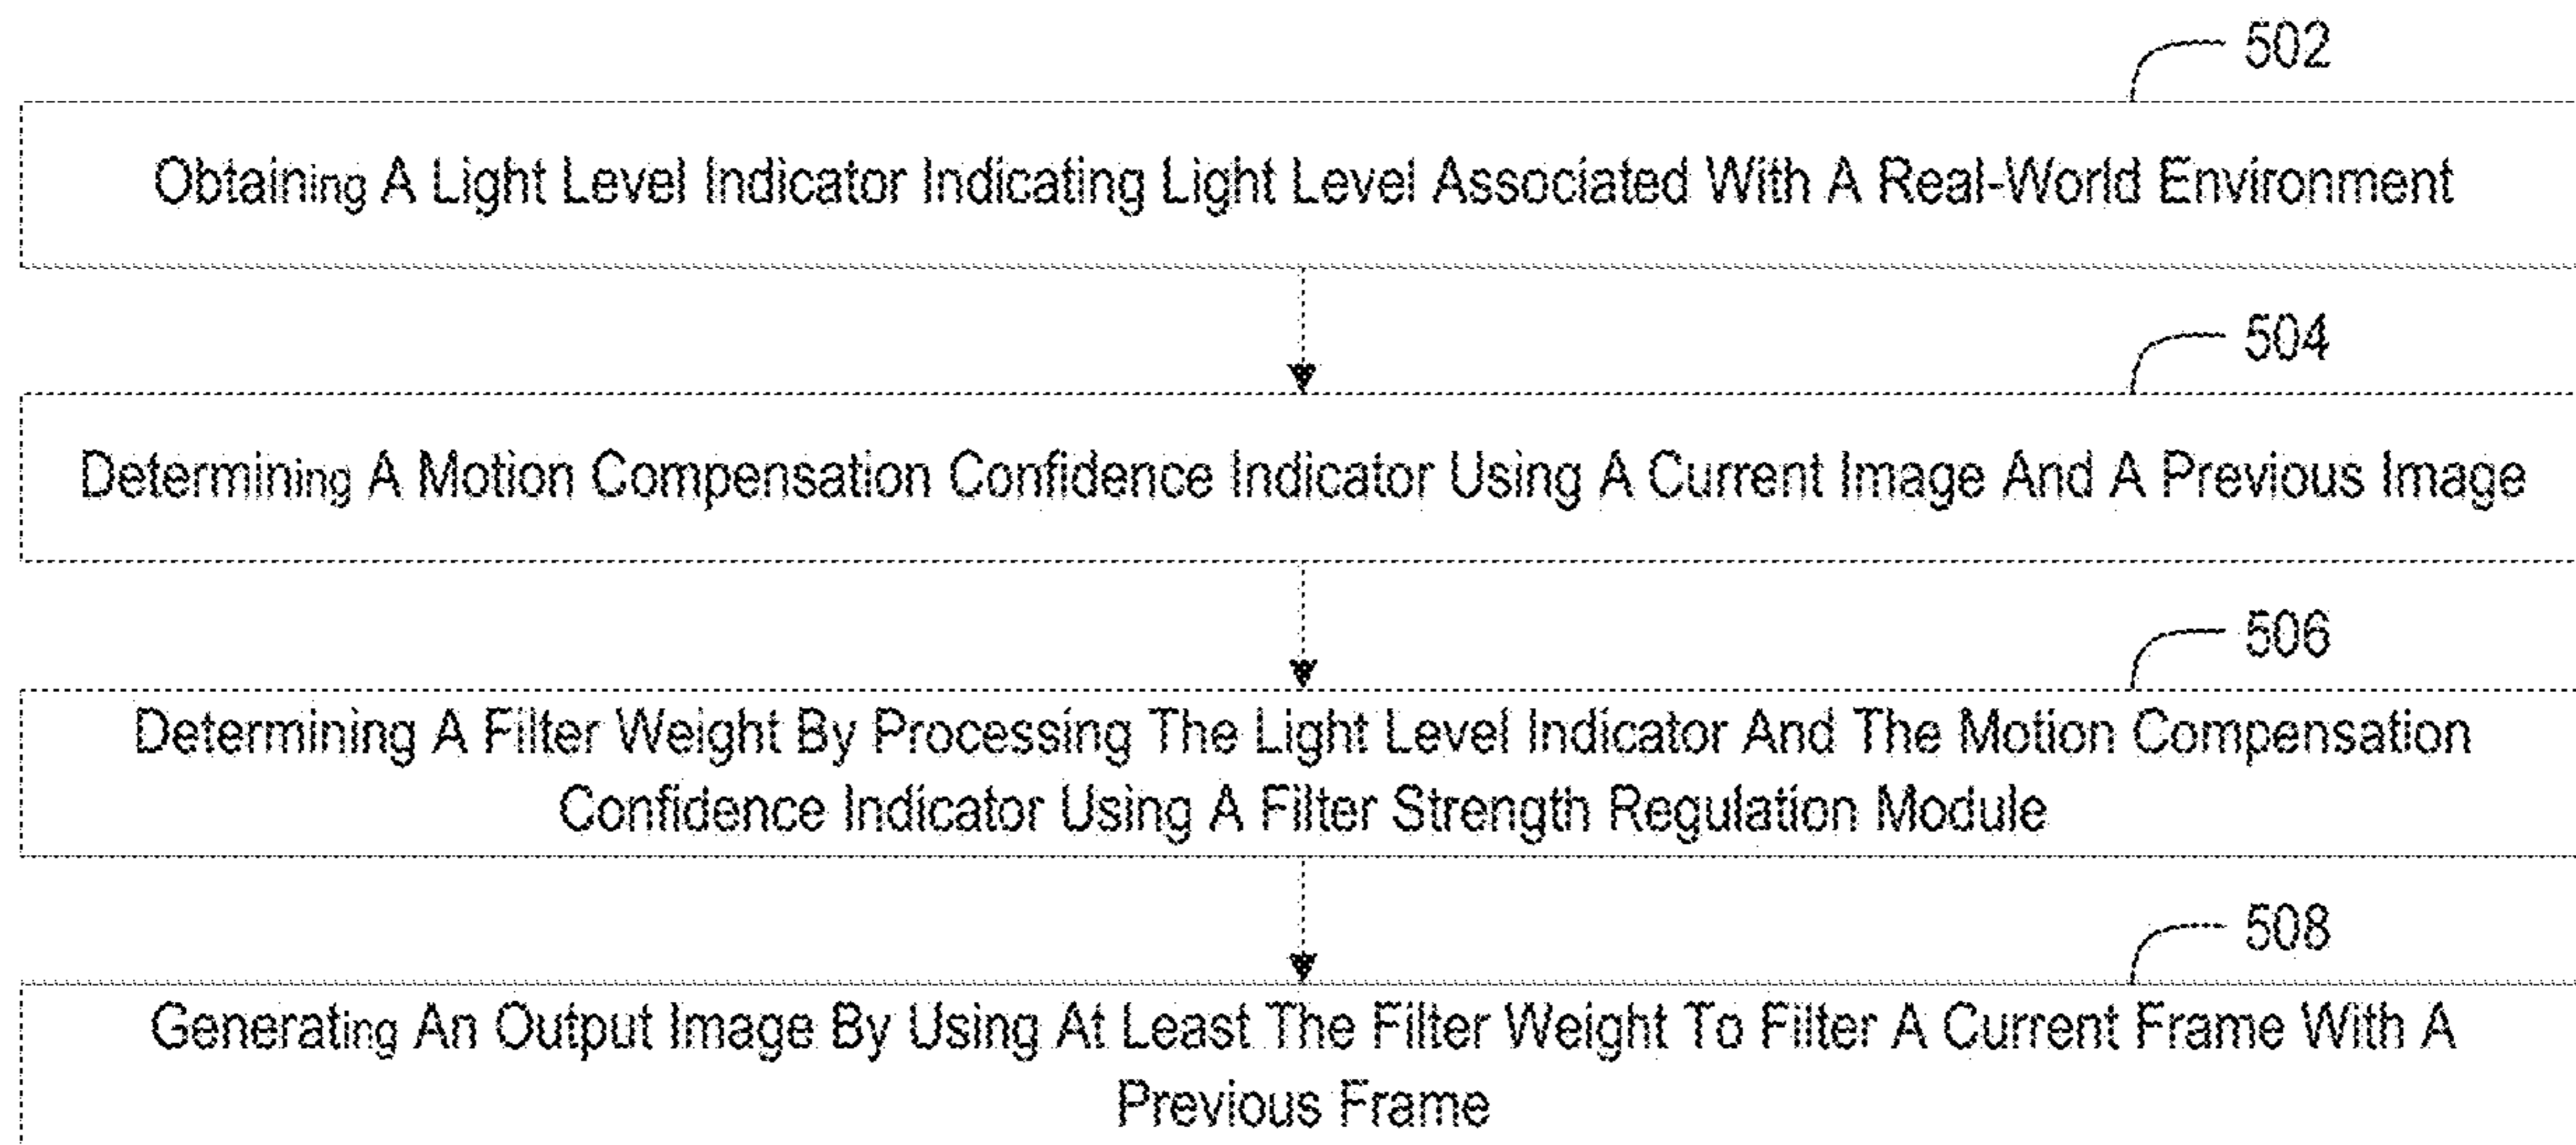 502
Obtaining A Light Level Indicator Indicating Light Level Associated With A Real-World Environment
504
Determining A Motion Compensation Confidence Indicator Using A Current Image And A Previous Image
506
Determining A Filter Weight By Processing The Light Level Indicator And The Motion Compensation
Confidence Indicator Using A Filter Strength Regulation Module
508
Generating An Output Image By Using At Least The Filter Weight To Filter A Current Frame With A
Previous Frame